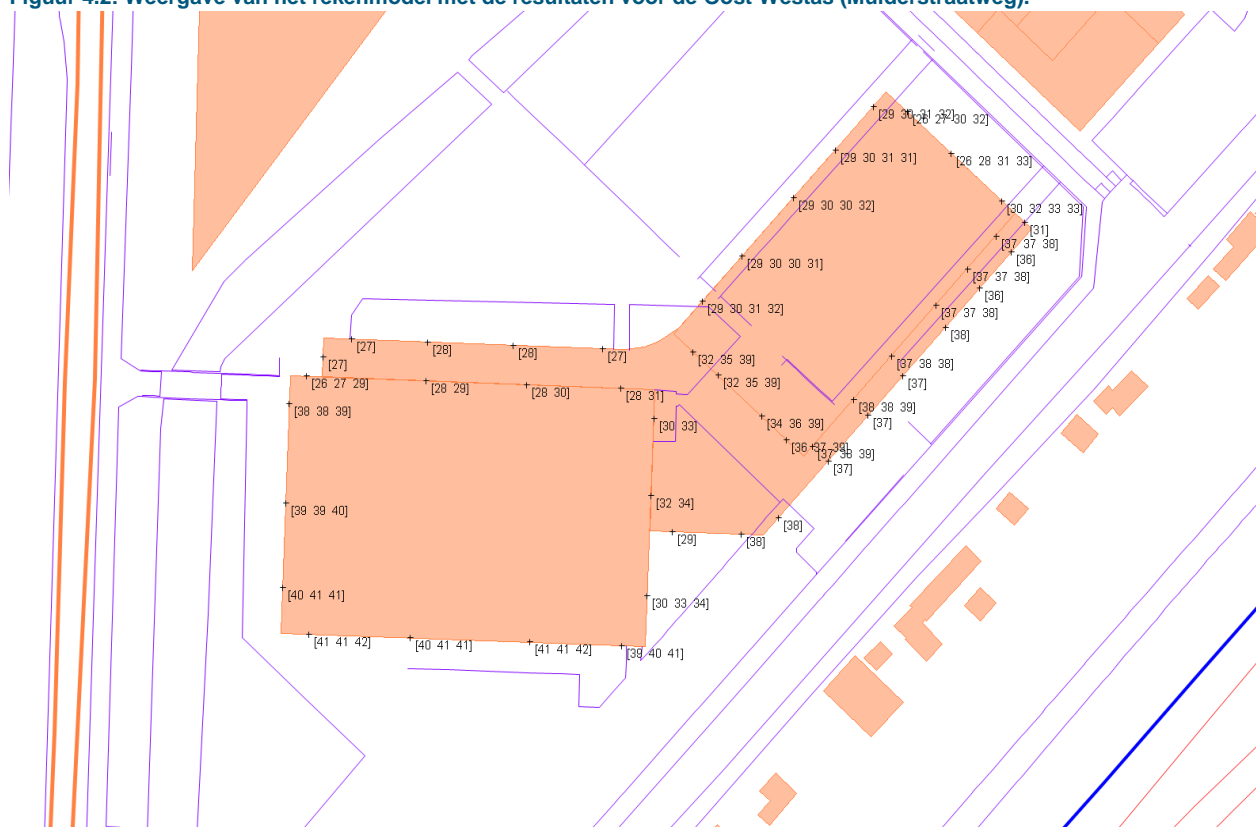 Figuur 4.2: Weergave van het rekenmodel met de resultaten voor de Oost-Westas (Mulderstraatweg).
[29 30 31 32]
[26 27 30 32]
[29 30 31 31]
[26 28 31 33]
[29 30 30 32]
[30 32 33 33]
[31]
[37 37 38]
[36]
[29 30 30 31]
[37 37 38]
[36]
[29 30 31 32]
[37 37 38]
[38]
[27]
[28]
[28]
[27]
[32 35 39]
[37 38 38]
[27]
[26 27 29]
[28 29]
[28 30]
[28 31]
[32 35 39]
[37]
[38 38 39]
[38 38 39]
[30 33]
[34 36 39]
[37]
[36 37 39]
[37 38 39]
[37]
[39 39 40]
[32 34]
[38]
[29]
[38]
[40 41 41]
[30 33 34]
[41 41 42]
[40 41 41]
[41 41 42]
[39 40 41]